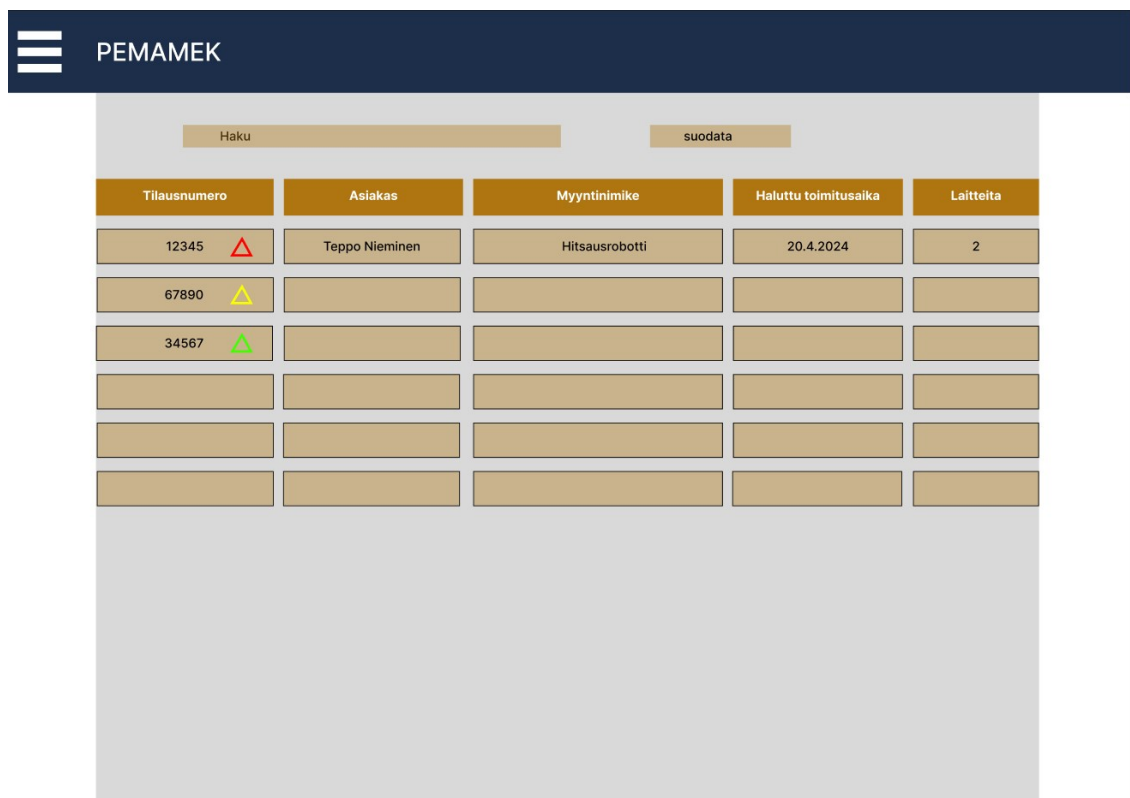 PEMAMEK
Haku suodata
Tilausnumero Asiakas Myyntinimike Haluttu toimitusaika Laitteita
12345 Teppo Nieminen Hitsausrobotti 20.4.2024 2
67890
34567